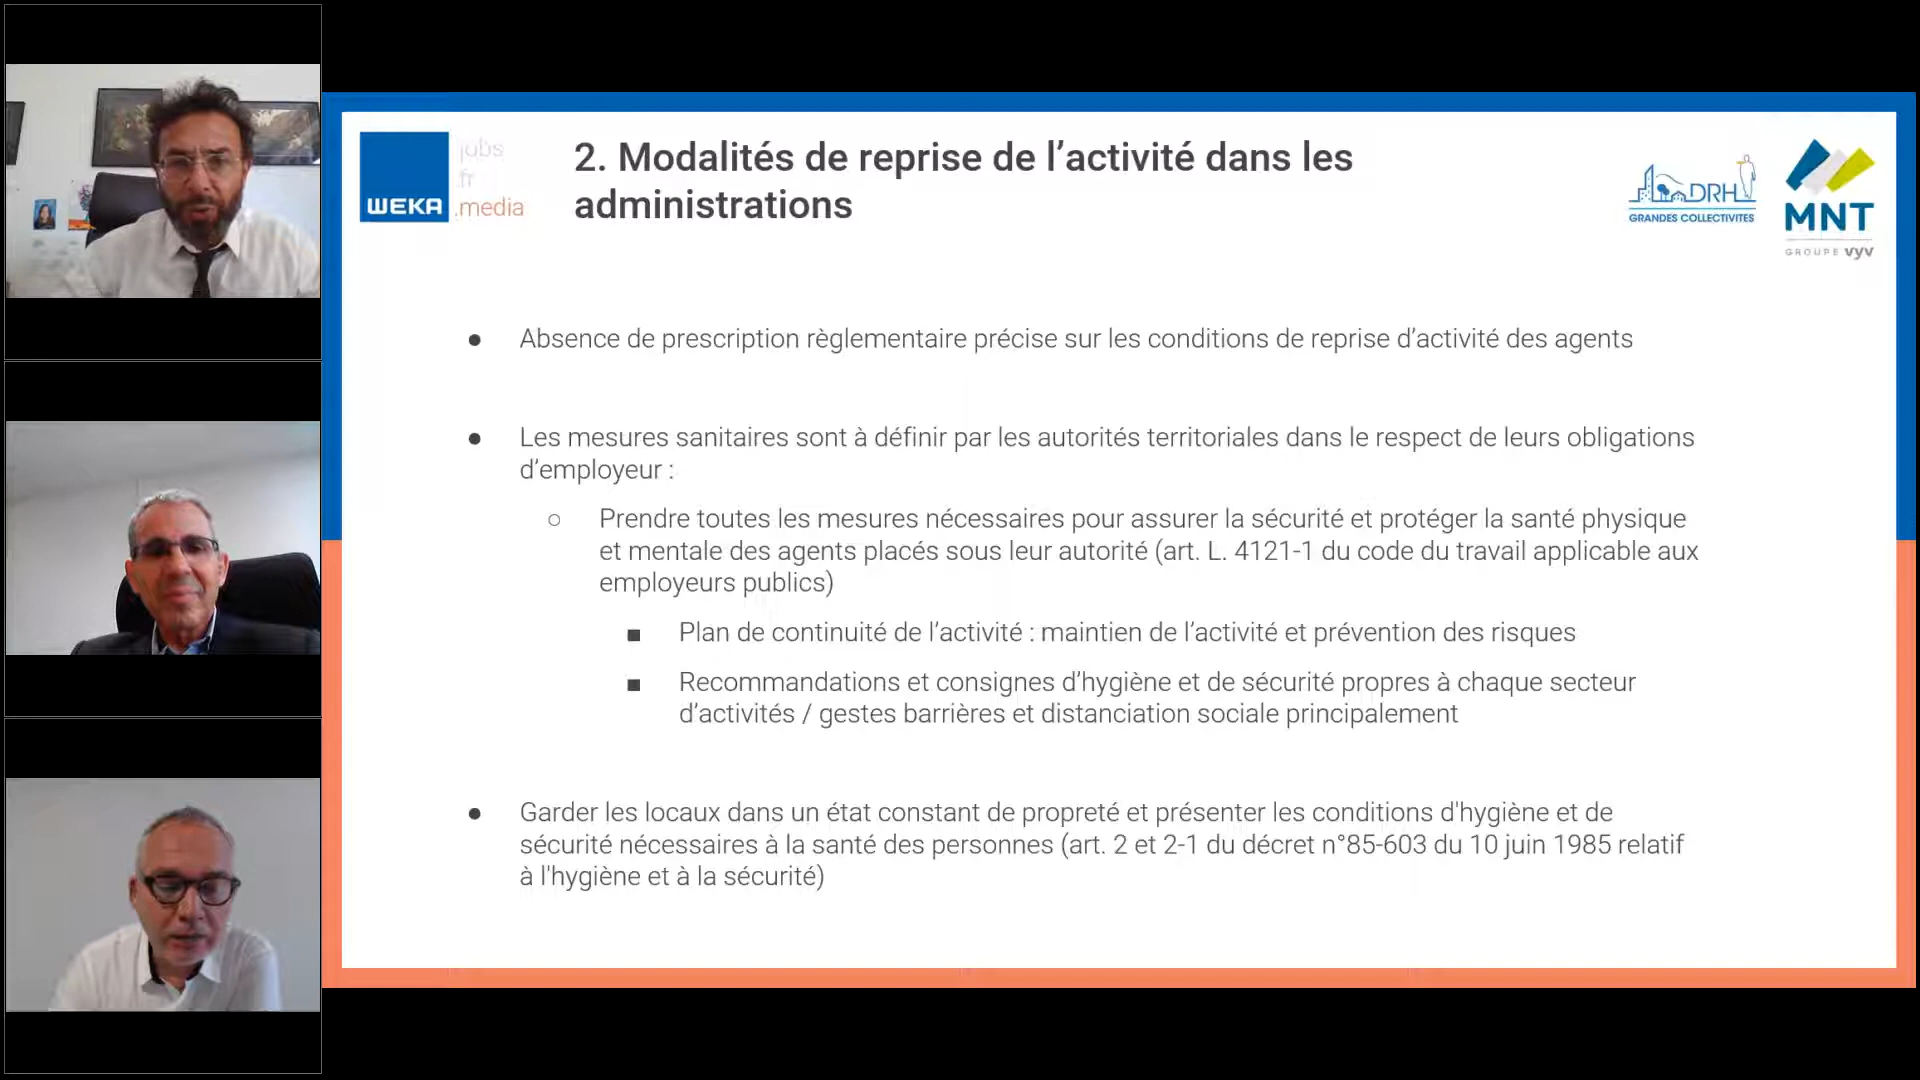 WEKA
jobs
.fr
.media
2. Modalités de reprise de l’activité dans les
administrations
DRH
GRANDES COLLECTIVITES
MNT
GROUPE vyv
● Absence de prescription règlementaire précise sur les conditions de reprise d’activité des agents
● Les mesures sanitaires sont à définir par les autorités territoriales dans le respect de leurs obligations
d’employeur :
○ Prendre toutes les mesures nécessaires pour assurer la sécurité et protéger la santé physique
et mentale des agents placés sous leur autorité (art. L. 4121-1 du code du travail applicable aux
employeurs publics)
■ Plan de continuité de l’activité : maintien de l’activité et prévention des risques
■ Recommandations et consignes d’hygiène et de sécurité propres à chaque secteur
d’activités / gestes barrières et distanciation sociale principalement
● Garder les locaux dans un état constant de propreté et présenter les conditions d'hygiène et de
sécurité nécessaires à la santé des personnes (art. 2 et 2-1 du décret n°85-603 du 10 juin 1985 relatif
à l'hygiène et à la sécurité)